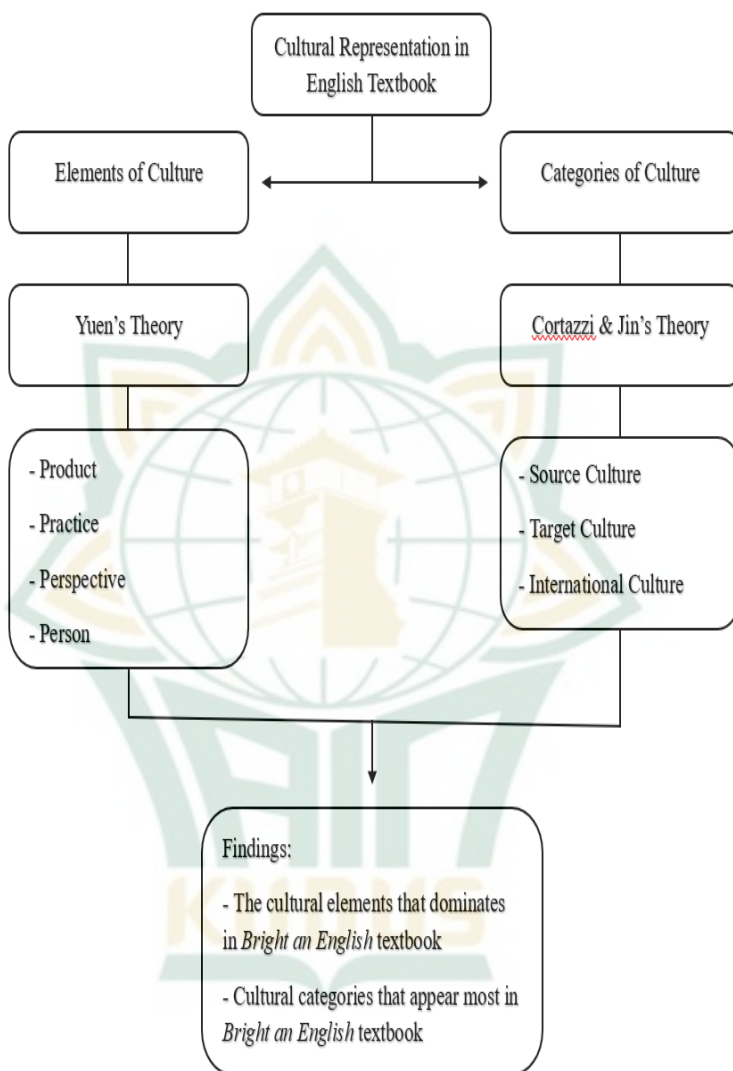 Cultural Representation in
English Textbook
Elements of Culture
Categories of Culture
Yuen's Theory
Cortazzi & Jin's Theory
- Product
- Practice
- Perspective
- Person
- Source Culture
- Target Culture
- International Culture
Findings:
- The cultural elements that dominates
in Bright an English textbook
- Cultural categories that appear most in
Bright an English textbook
IAIN
KUDUS